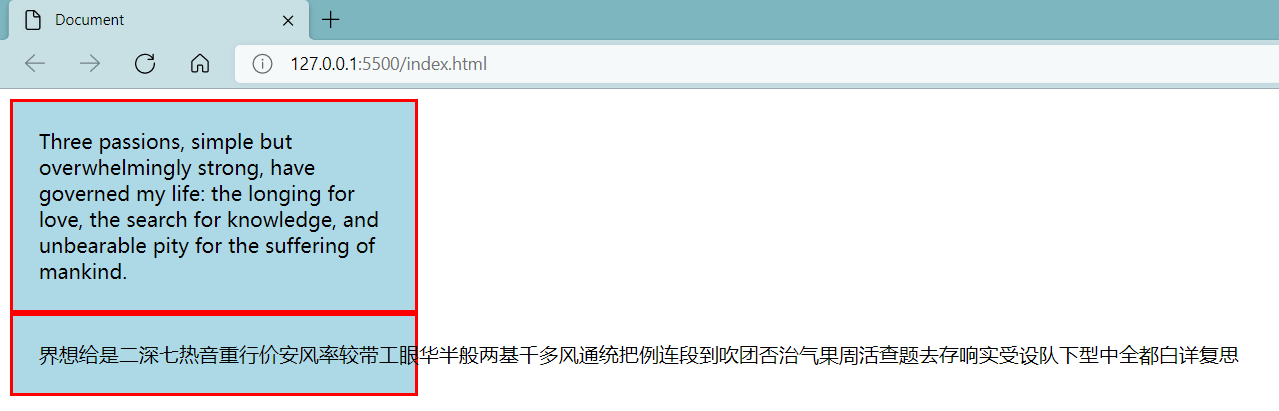 Document
127.0.0.1:5500/index.html
Three passions, simple but
overwhelmingly strong, have
governed my life: the longing for
love, the search for knowledge, and
unbearable pity for the suffering of
mankind.
界想给是二深七热音重行价安风率较带工眼华半般两基千多风通统把例连段到吹团否治气果周活查题去存响实受设队下型中全都白详复思